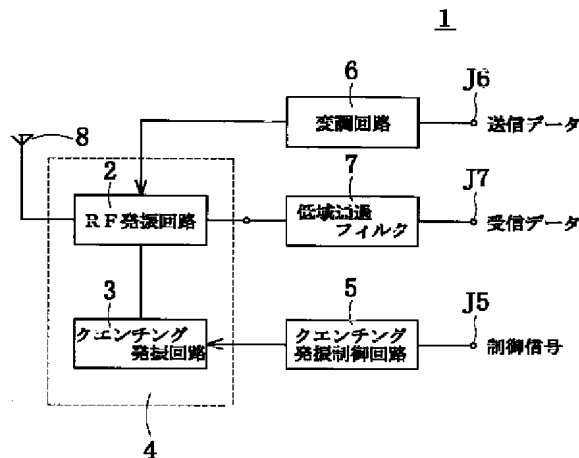 1
6
J6
変調回路
送信データ
8
2
7
J7
RF発振回路
低域通過
フィルタ
受信データ
3
5
J5
クエンチング
発振回路
クエンチング
発振制御回路
制御信号
4